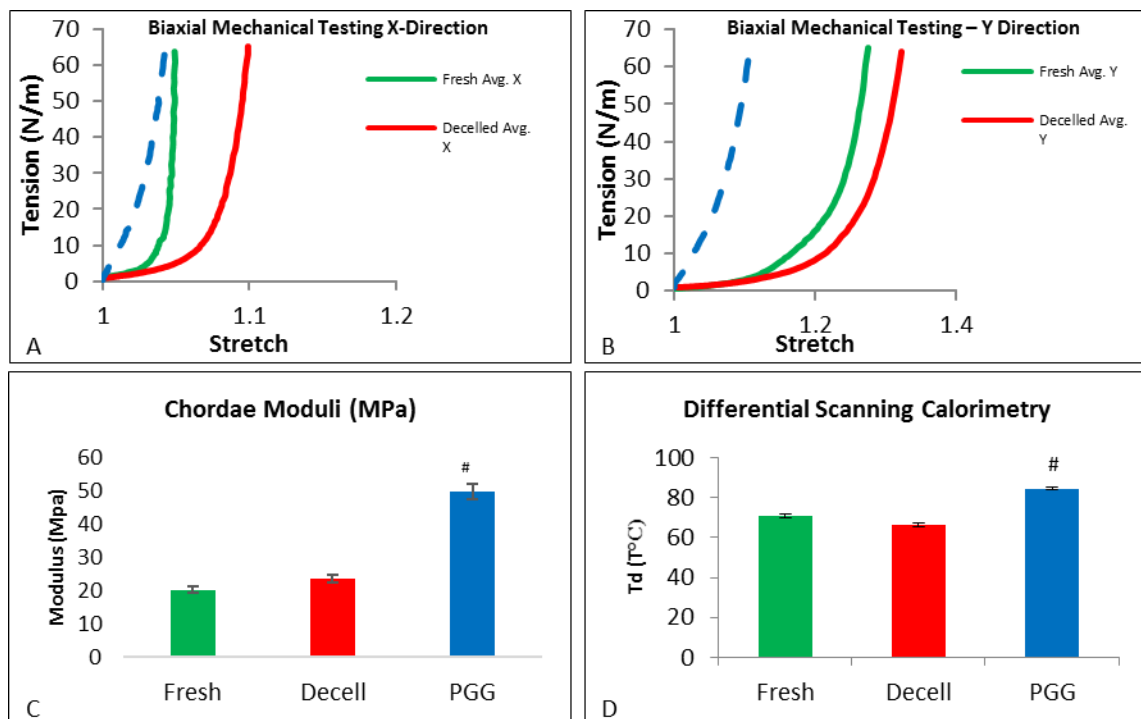 Biaxial Mechanical Testing X-Direction
70
60
50
40
30
20
10
0
Tension (N/m)
Fresh Avg. X
Decelled Avg.
X
1
1.1
1.2
Stretch
A
Biaxial Mechanical Testing – Y Direction
70
60
50
40
30
20
10
0
Tension (N/m)
Fresh Avg. Y
Decelled Avg.
Y
1
1.2
1.4
Stretch
B
Chordae Moduli (MPa)
60
50
40
30
20
10
0
Modulus (Mpa)
#
Fresh
Decell
PGG
C
Differential Scanning Calorimetry
100
80
60
40
20
0
Td (T°C)
#
Fresh
Decell
PGG
D